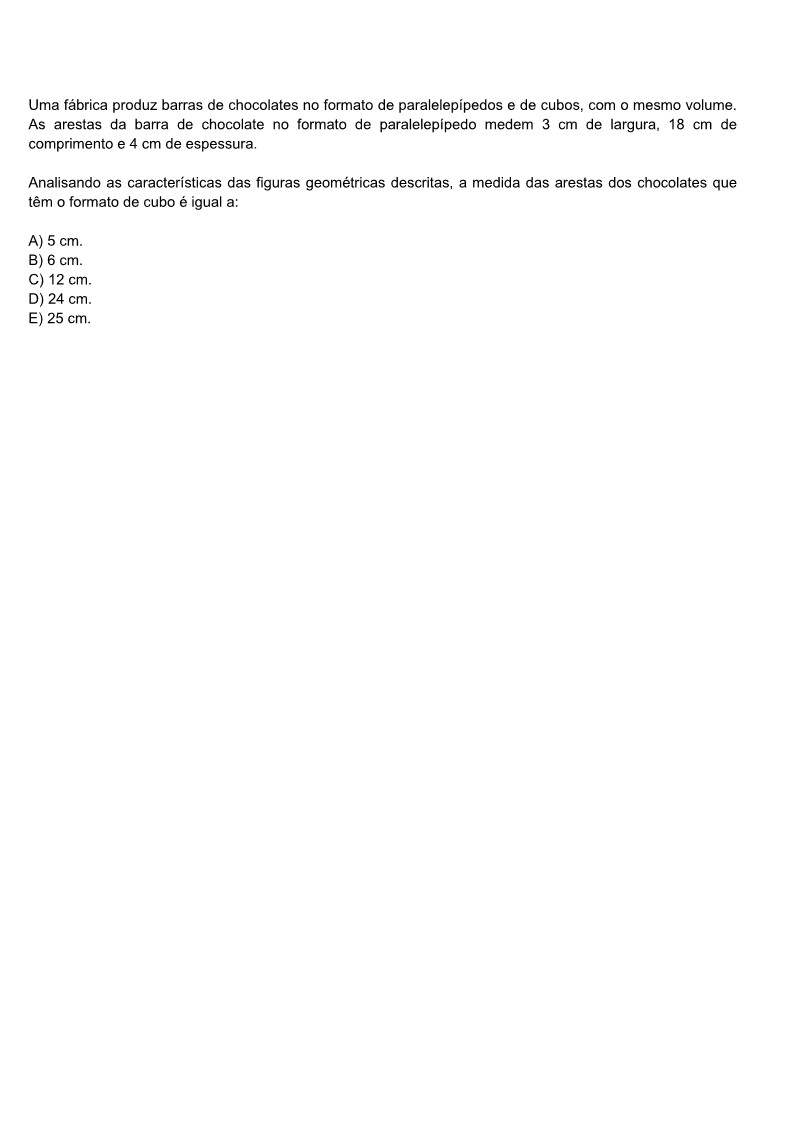 Uma fábrica produz barras de chocolates no formato de paralelepípedos e de cubos, com o mesmo volume.
As arestas da barra de chocolate no formato de paralelepípedo medem 3 cm de largura, 18 cm de
comprimento e 4 cm de espessura.
Analisando as características das figuras geométricas descritas, a medida das arestas dos chocolates que
têm o formato de cubo é igual a:
A) 5 cm.
B) 6 cm.
C) 12 cm.
D) 24 cm.
E) 25 cm.